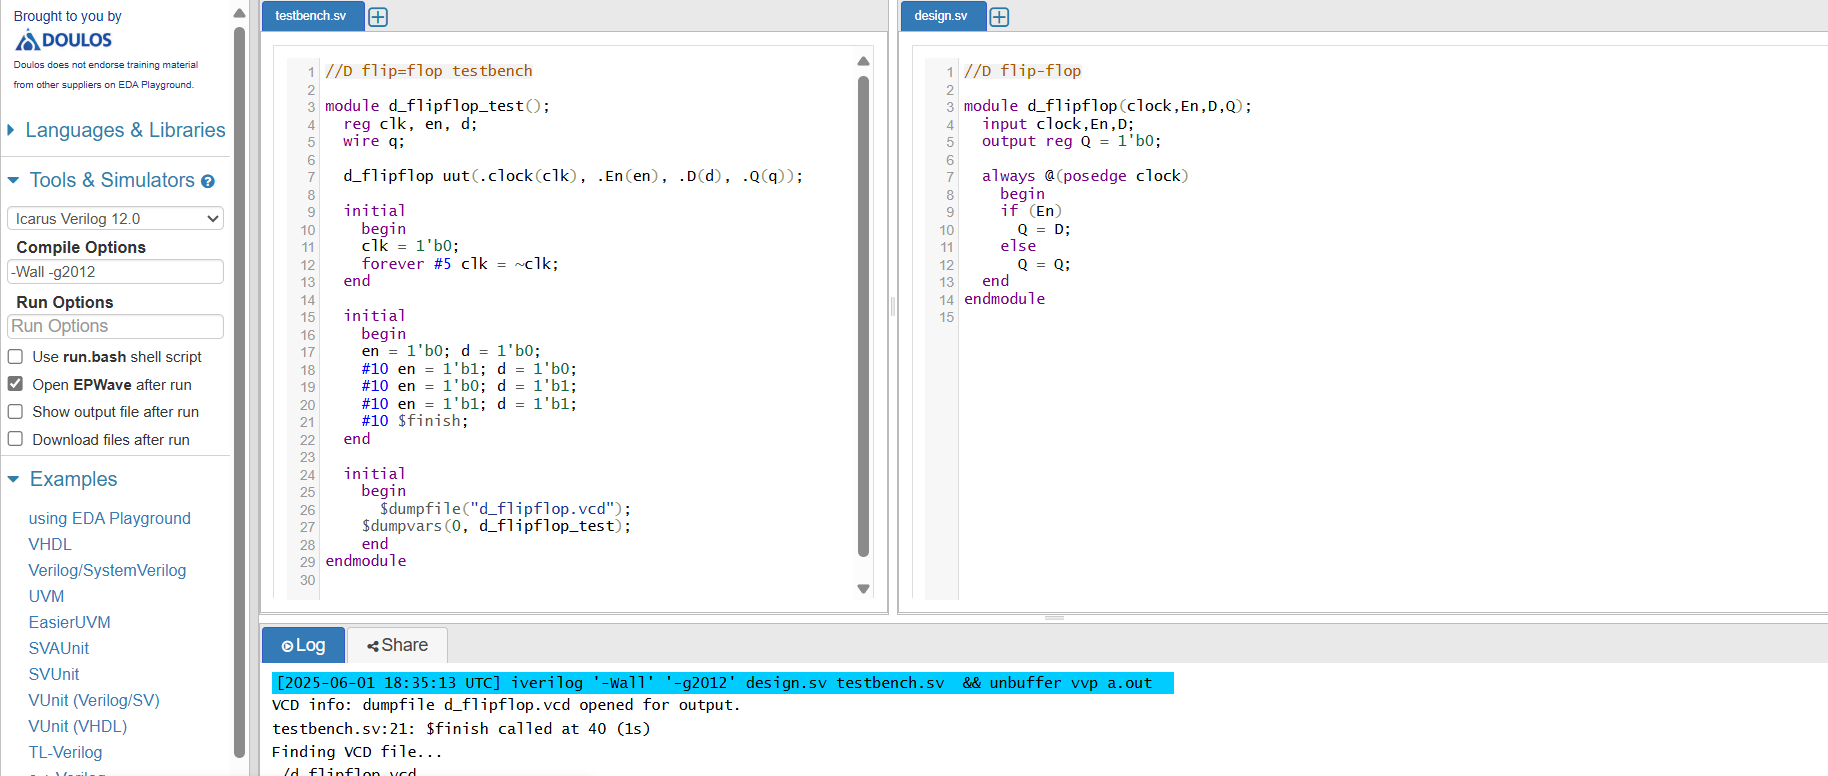 Brought to you by
DOULOS
Doulos does not endorse training material
from other suppliers on EDA Playground.
Languages & Libraries
Tools & Simulators ?
Icarus Verilog 12.0
Compile Options
-Wall -g2012
Run Options
Run Options
Use run.bash shell script
Open EPWave after run
Show output file after run
Download files after run
Examples
using EDA Playground
VHDL
Verilog/SystemVerilog
UVM
EasierUVM
SVAUnit
SVUnit
VUnit (Verilog/SV)
VUnit (VHDL)
TL-Verilog
testbench.sv
1 //D flip=flop testbench
2
3 module d_flipflop_test();
4 reg clk, en, d;
5 wire q;
6
7 d_flipflop uut(.clock(clk), .En(en), .D(d), .Q(q));
8
9 initial
10 begin
11 clk = 1'b0;
12 forever #5 clk = ~clk;
13 end
14
15 initial
16 begin
17 en = 1'b0; d = 1'b0;
18 #10 en = 1'b1; d = 1'b0;
19 #10 en = 1'b0; d = 1'b1;
20 #10 en = 1'b1; d = 1'b1;
21 #10 $finish;
22 end
23
24 initial
25 begin
26 $dumpfile("d_flipflop.vcd");
27 $dumpvars(0, d_flipflop_test);
28 end
29 endmodule
30
design.sv
1 //D flip-flop
2
3 module d_flipflop(clock,En,D,Q);
4 input clock,En,D;
5 output reg Q = 1'b0;
6
7 always @(posedge clock)
8 begin
9 if (En)
10 Q = D;
11 else
12 Q = Q;
13 end
14 endmodule
15
Log
Share
[2025-06-01 18:35:13 UTC] iverilog '-Wall' '-g2012' design.sv testbench.sv && unbuffer vvp a.out
VCD info: dumpfile d_flipflop.vcd opened for output.
testbench.sv:21: $finish called at 40 (1s)
Finding VCD file...
./d_flipflop.vcd